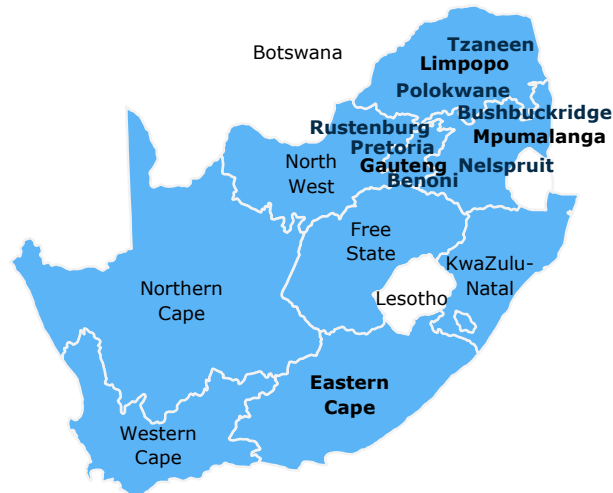 Tzaneen
Botswana
Limpopo
Polokwane
Bushbuckridge
Rustenburg
Mpumalanga
Pretoria
North
West
Gauteng
Nelspruit
Benoni
Free
State
KwaZulu-
Natal
Northern
Cape
Lesotho
Eastern
Cape
Western
Cape